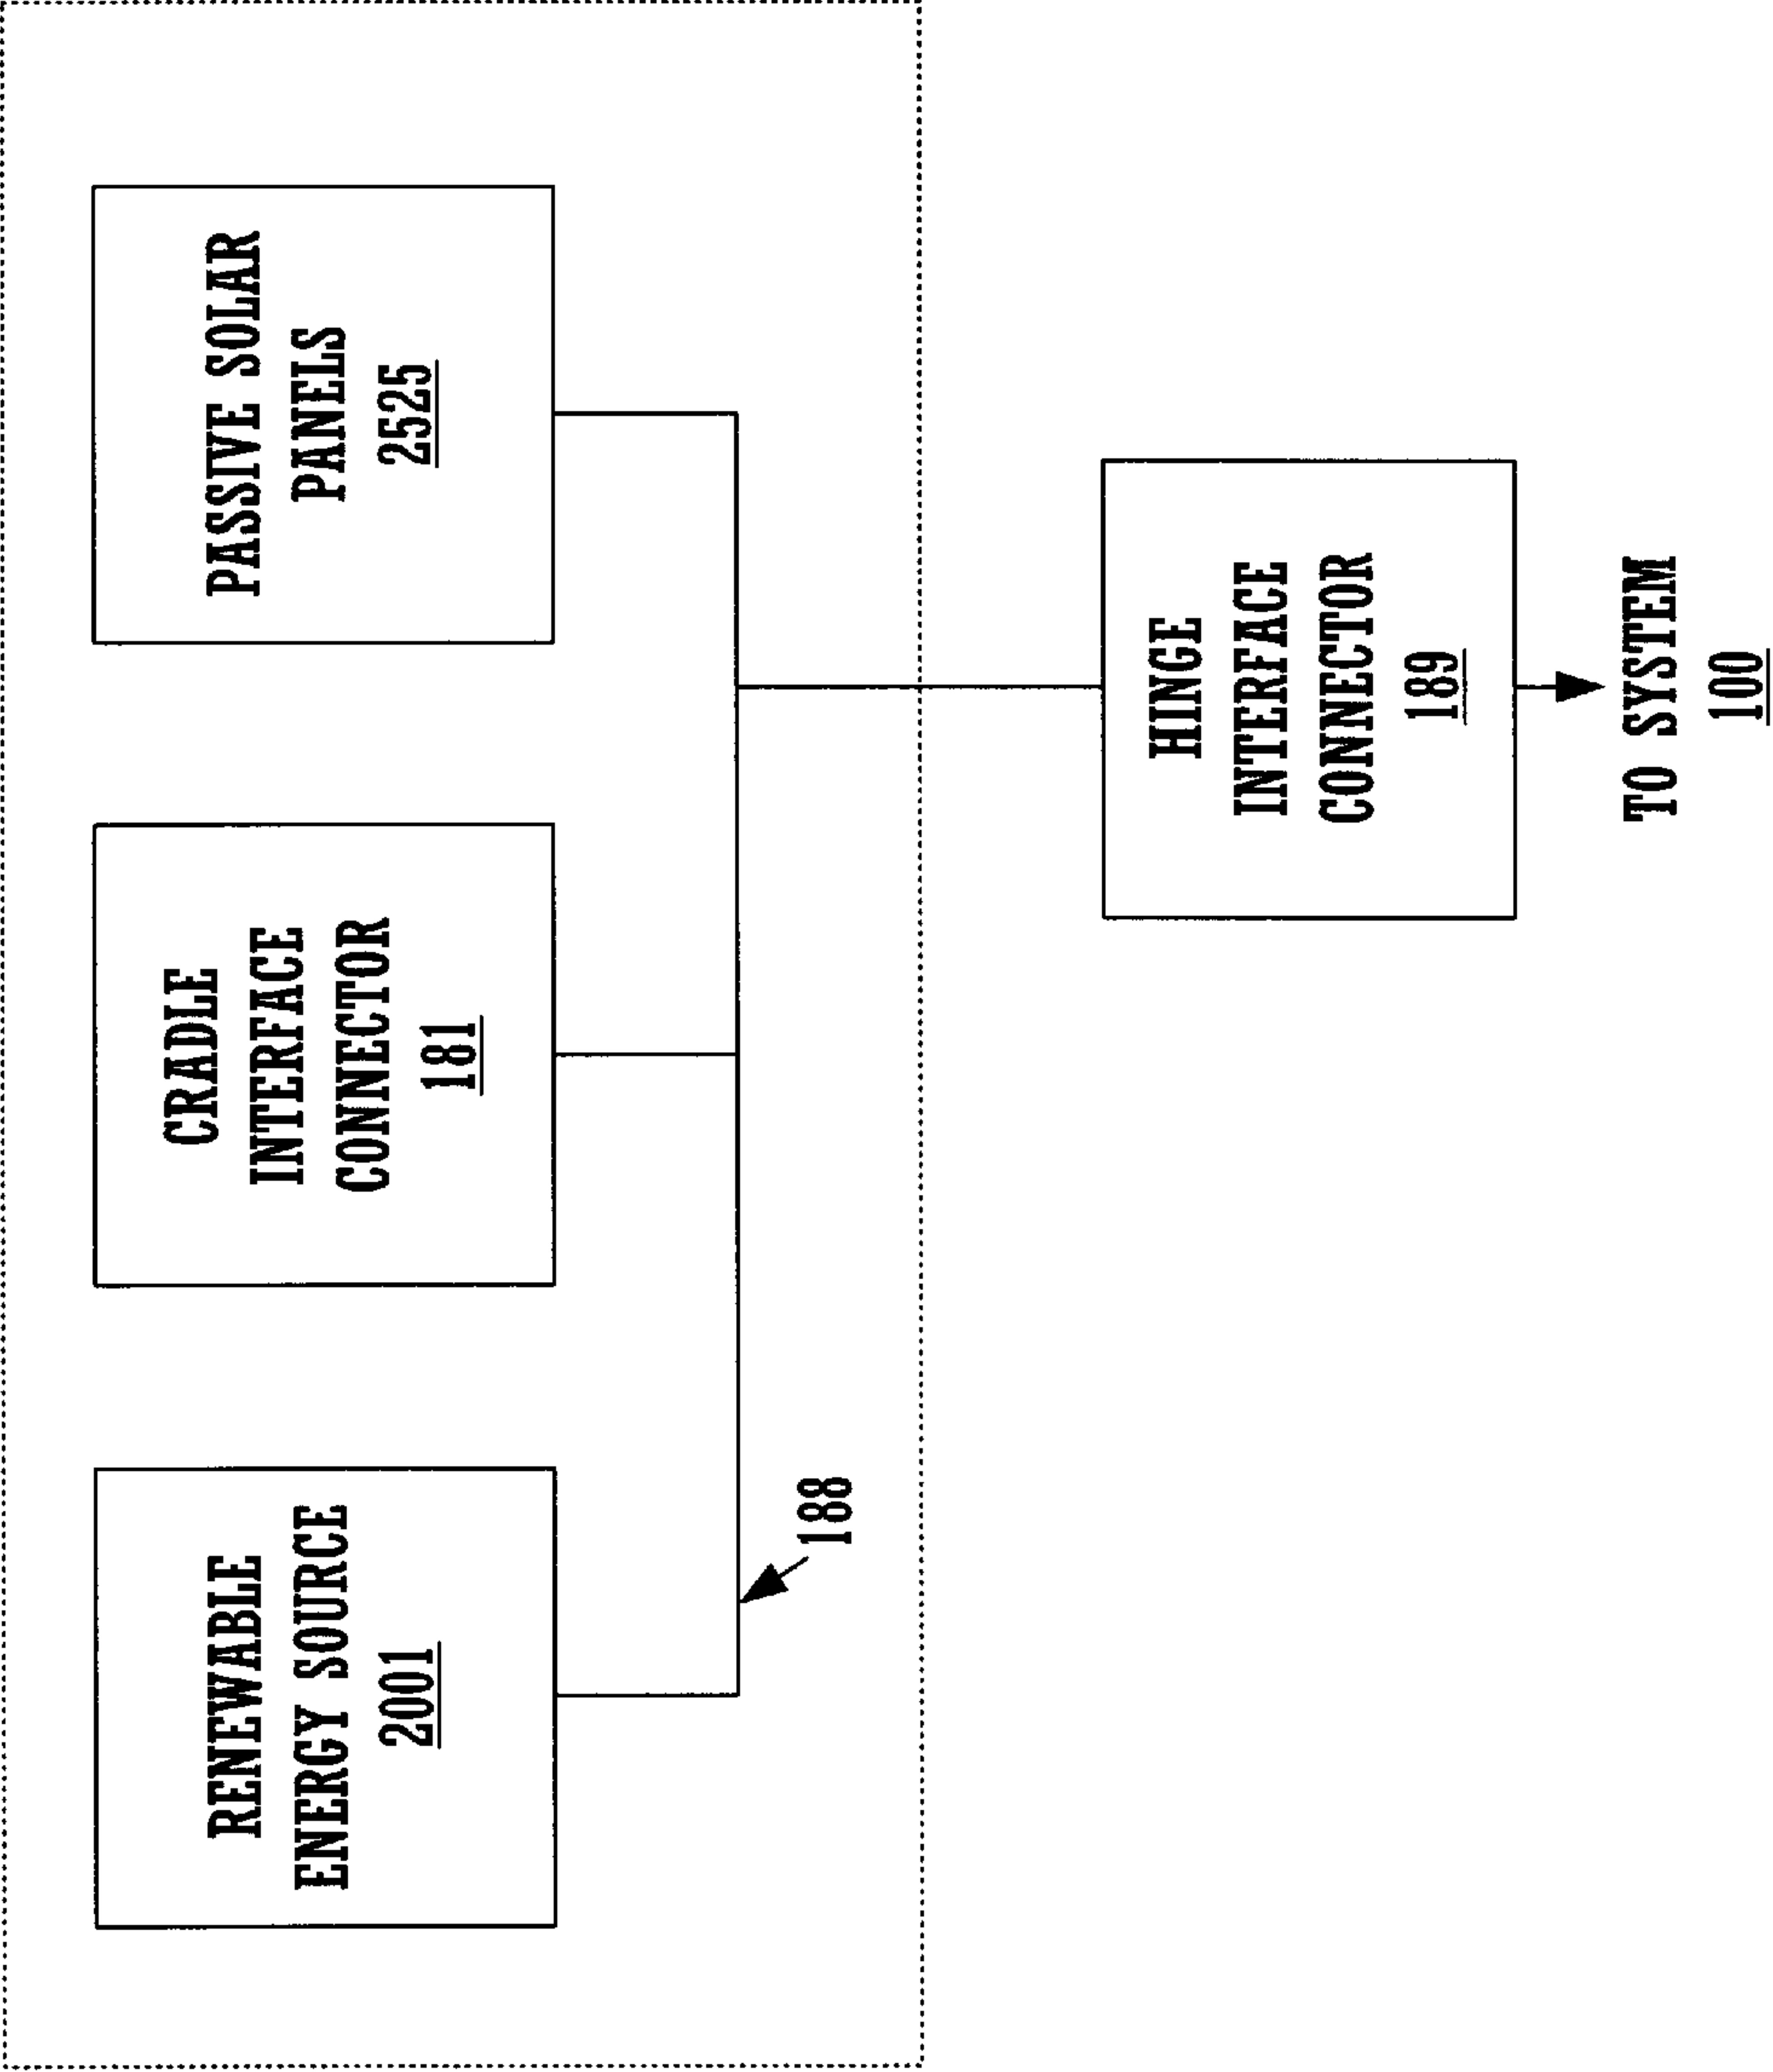 RENEWABLE
ENERGY SOURCE
2001
CRADLE
INTERFACE
CONNECTOR
181
PASSIVE SOLAR
PANELS
2525
188
HINGE
INTERFACE
CONNECTOR
189
TO SYSTEM
100